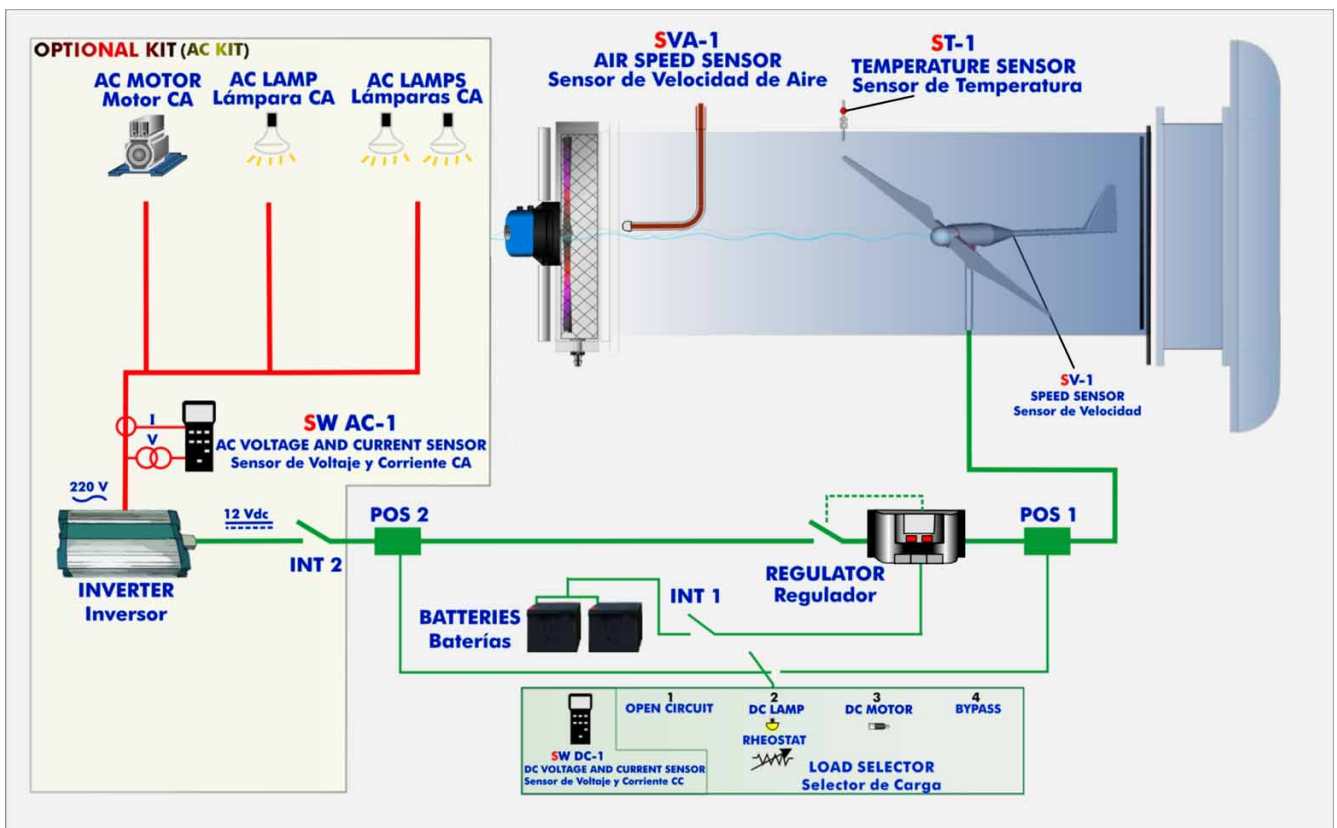 OPTIONAL KIT (AC KIT)
AC MOTOR
Motor CA
AC LAMP
Lámpara CA
AC LAMPS
Lámparas CA
SVA-1
AIR SPEED SENSOR
Sensor de Velocidad de Aire
ST-1
TEMPERATURE SENSOR
Sensor de Temperatura
SV-1
SPEED SENSOR
Sensor de Velocidad
I
V
SW AC-1
AC VOLTAGE AND CURRENT SENSOR
Sensor de Voltaje y Corriente CA
220 V
12 Vdc
INT 2
POS 2
POS 1
INVERTER
Inversor
REGULATOR
Regulador
BATTERIES
Baterías
INT 1
1
OPEN CIRCUIT
2
DC LAMP
RHEOSTAT
3
DC MOTOR
4
BYPASS
SW DC-1
DC VOLTAGE AND CURRENT SENSOR
Sensor de Voltaje y Corriente CC
LOAD SELECTOR
Selector de Carga